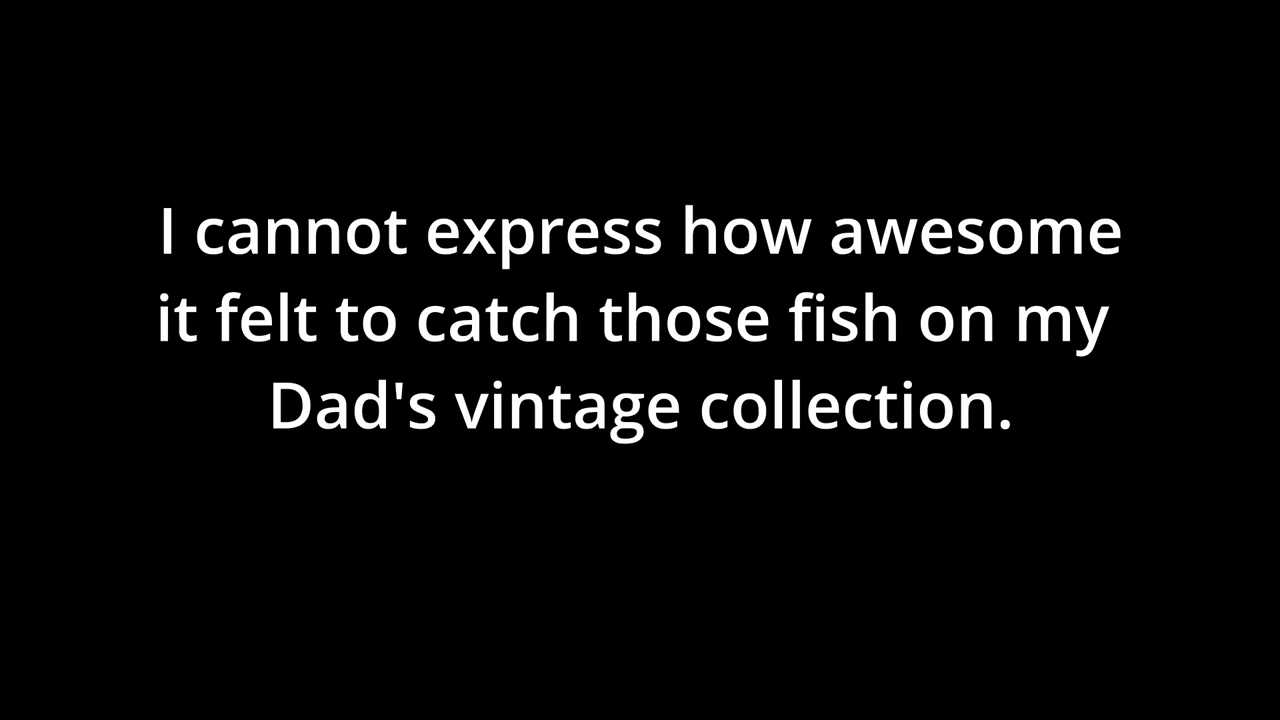 I cannot express how awesome
it felt to catch those fish on my
Dad's vintage collection.